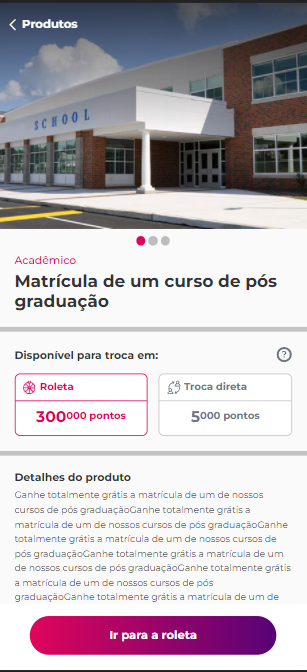 Produtos
SCHOOL
Acadêmico
Matrícula de um curso de pós
graduação
Disponível para troca em:
?
Roleta
Troca direta
300000 pontos
5000 pontos
Detalhes do produto
Ganhe totalmente grátis a matrícula de um de nossos
cursos de pós graduaçãoGanhe totalmente grátis a
matrícula de um de nossos cursos de pós graduaçãoGanhe
totalmente grátis a matrícula de um de nossos cursos de
pós graduaçãoGanhe totalmente grátis a matrícula de um
de nossos cursos de pós graduaçãoGanhe totalmente grátis
a matrícula de um de nossos cursos de pós
graduaçãoGanhe totalmente grátis a matrícula de um de
Ir para a roleta